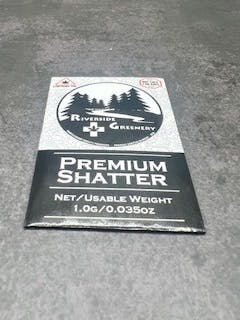 Riverside
Greenery
Premium
Shatter
Net/Usable Weight
1.0g/0.035oz